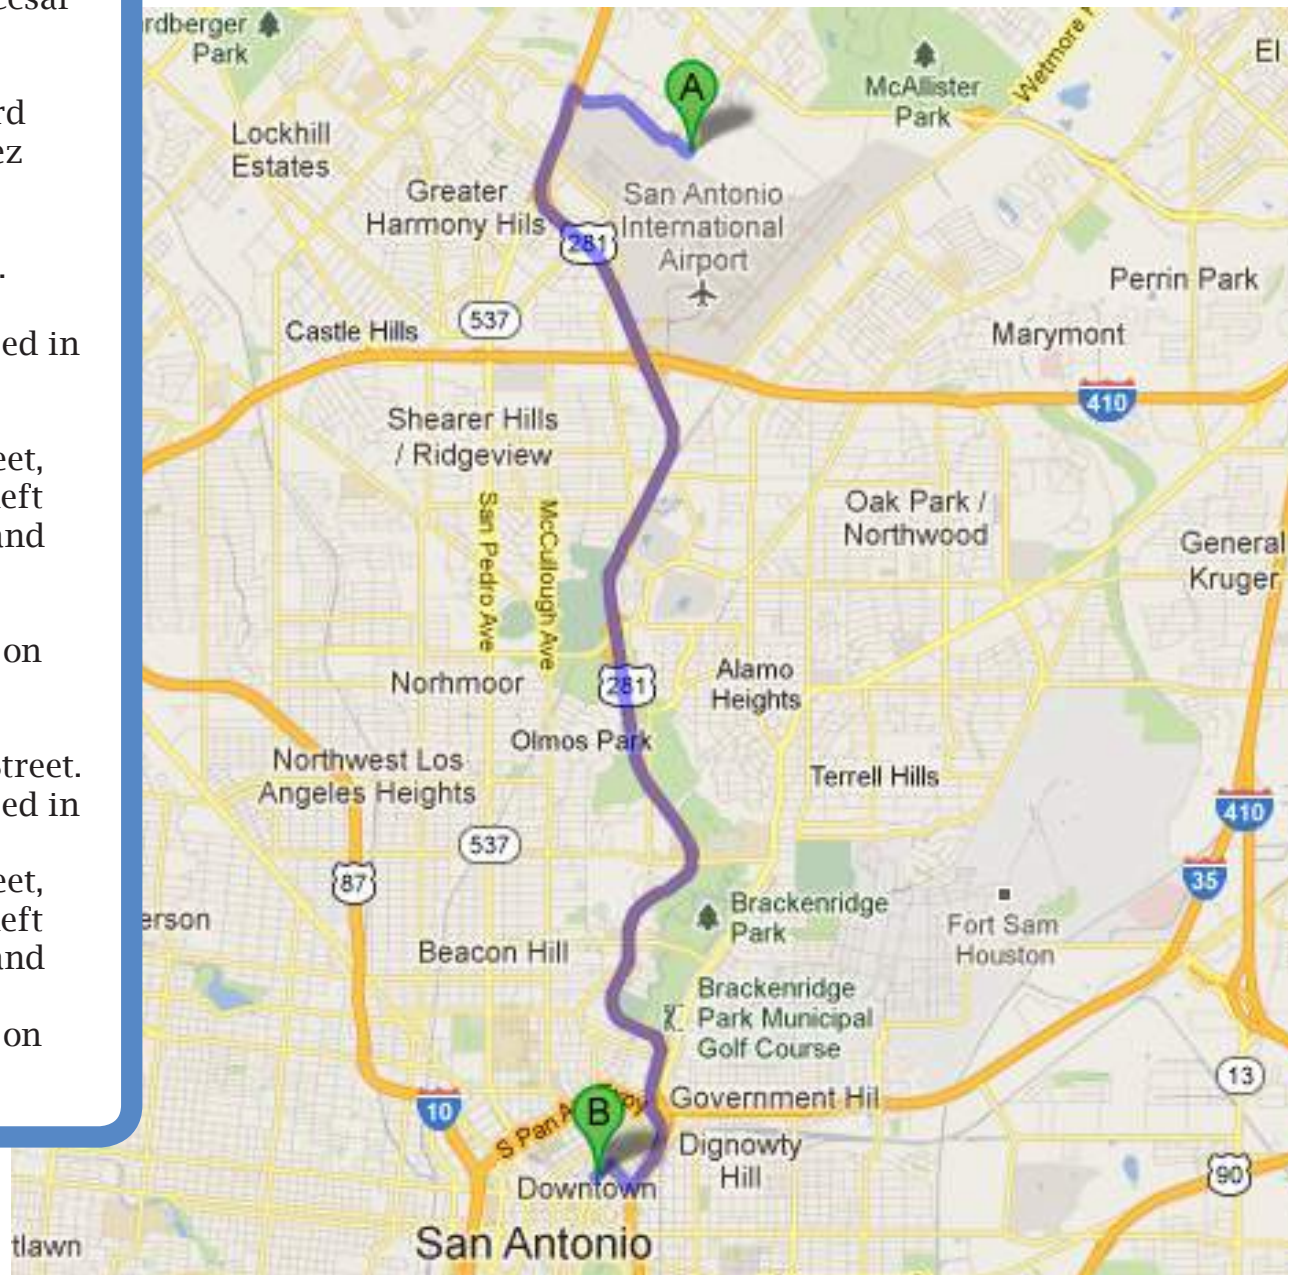 rd
ez
.
ed in
eet,
eft
and
on
treet.
ed in
eet,
eft
and
on
rdberger
Park
McAllister
Park
Wetmore
El
A
Lockhill
Estates
Greater
Harmony Hils
San Antonio
International
Airport
281
Perrin Park
537
Castle Hills
Marymont
410
Shearer Hills
/ Ridgeview
San Pedro Ave
McCullough Ave
Oak Park /
Northwood
General
Kruger
Norhmoor
281
Alamo
Heights
Olmos Park
Northwest Los
Angeles Heights
Terrell Hills
410
537
87
35
erson
Brackenridge
Park
Fort Sam
Houston
Beacon Hill
Brackenridge
Park Municipal
Golf Course
13
10
S Pan A
B
Government Hil
Dignowty
Hill
90
Downtown
San Antonio
tlawn